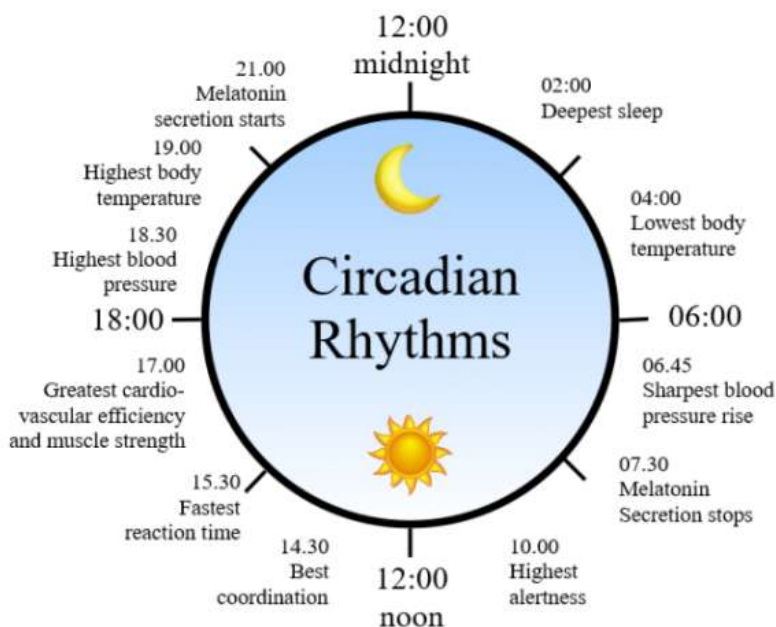 12:00
midnight
02:00
Deepest sleep
04:00
Lowest body
temperature
06:00
06.45
Sharpest blood
pressure rise
07.30
Melatonin
Secretion stops
10.00
Highest
alertness
12:00
noon
14.30
Best
coordination
15.30
Fastest
reaction time
17.00
Greatest cardio-
vascular efficiency
and muscle strength
18:00
18.30
Highest blood
pressure
19.00
Highest body
temperature
21.00
Melatonin
secretion starts
Circadian
Rhythms